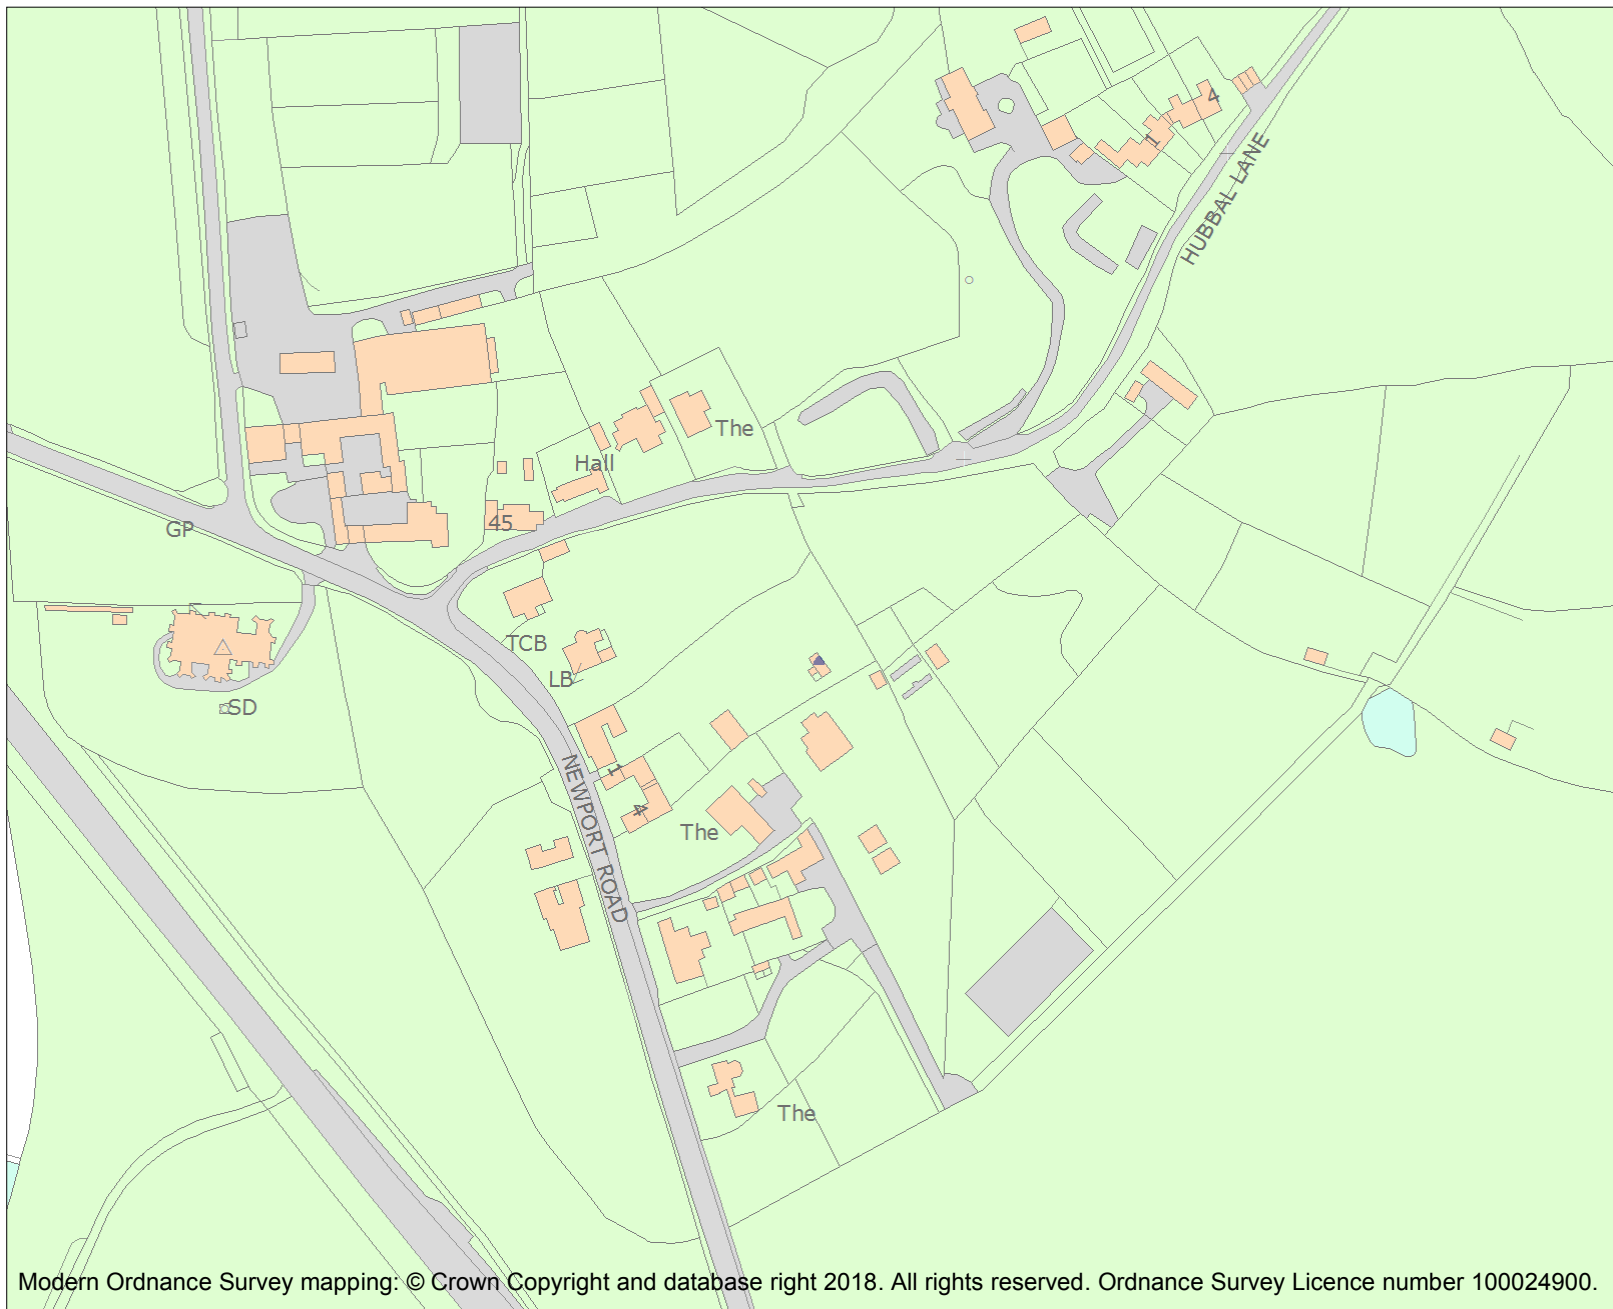 4
1
HUBBAL LANE
The
Hall
45
GP
TCB
LB
SD
1
NEWPORT ROAD
4
The
The
Modern Ordnance Survey mapping: © Crown Copyright and database right 2018. All rights reserved. Ordnance Survey Licence number 100024900.